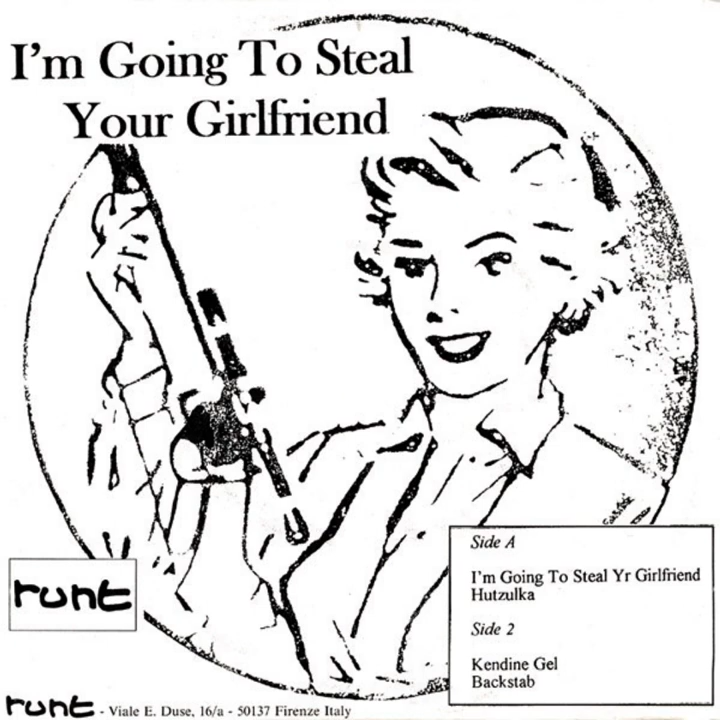 I'm Going To Steal
Your Girlfriend
Side A
I'm Going To Steal Yr Girlfriend
Hutzulka
Side 2
Kendine Gel
Backstab
runt
runt - Viale E. Duse, 16/a - 50137 Firenze Italy